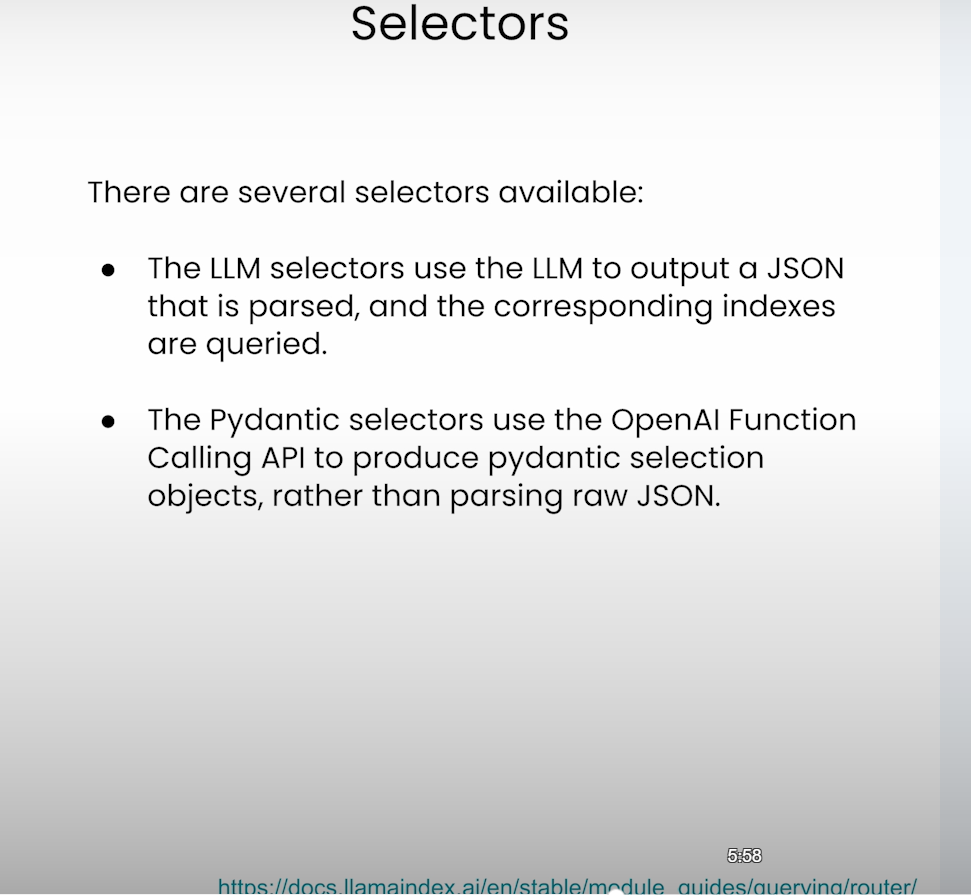 Selectors
There are several selectors available:
● The LLM selectors use the LLM to output a JSON
that is parsed, and the corresponding indexes
are queried.
● The Pydantic selectors use the OpenAI Function
Calling API to produce pydantic selection
objects, rather than parsing raw JSON.
5:58
https://docs.llamaindex.ai/en/stable/module_guides/querying/router/